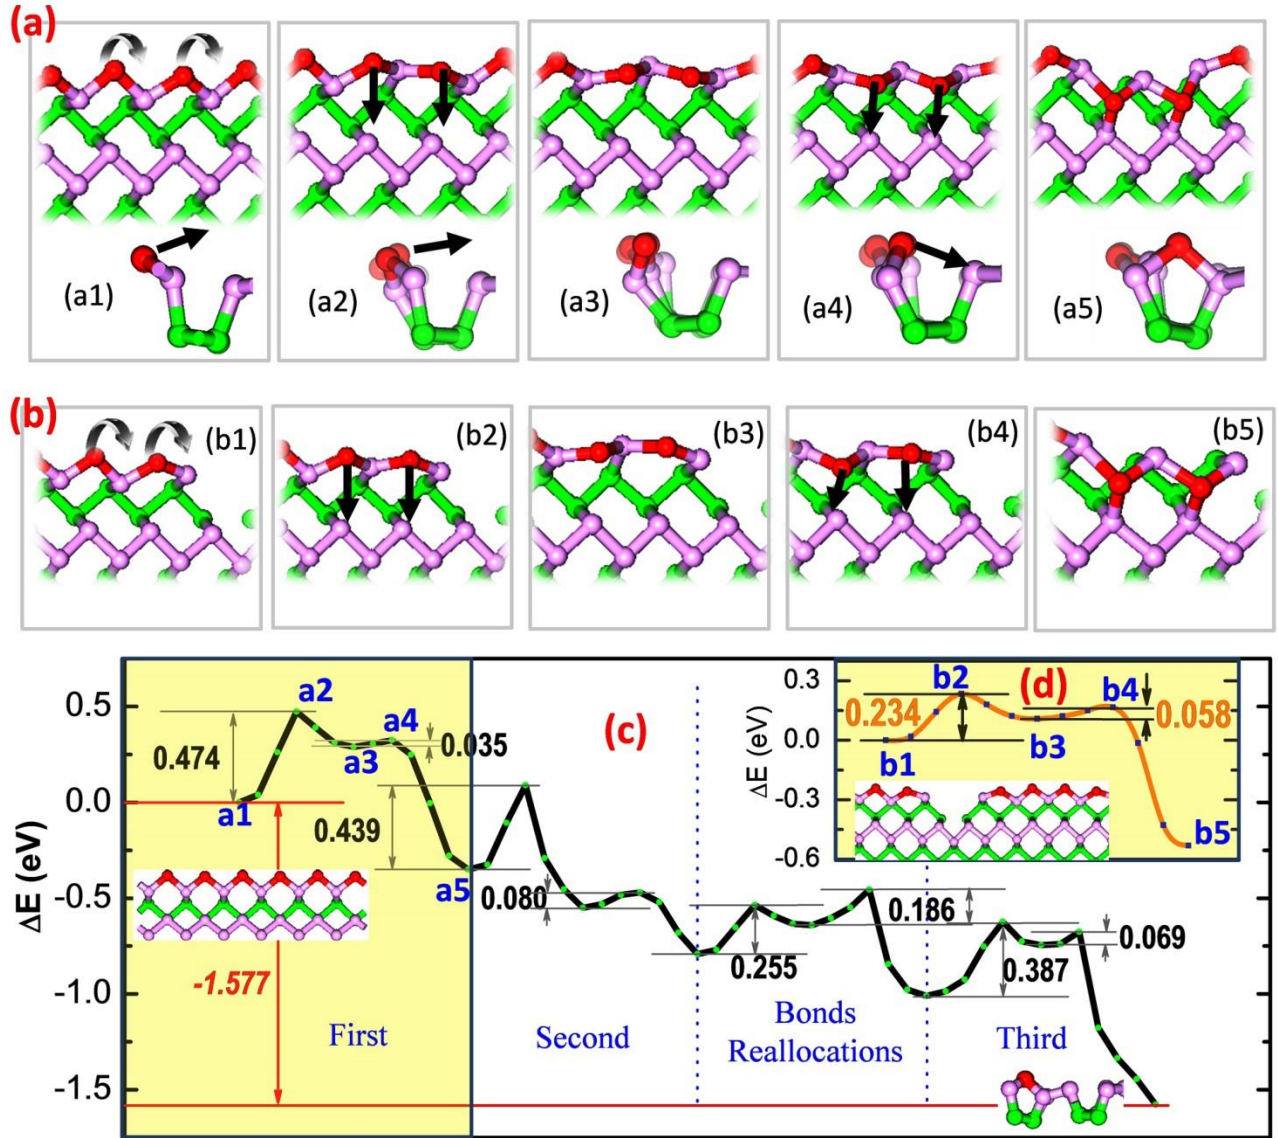 (a)
(a1)
(a2)
(a3)
(a4)
(a5)
(b)
(b1)
(b2)
(b3)
(b4)
(b5)
ΔE (eV)
0.5
0.0
-0.5
-1.0
-1.5
(c)
a1
a2
a3
a4
a5
0.474
0.035
0.439
0.080
0.255
0.186
0.387
0.069
-1.577
First
Second
Bonds
Reallocations
Third
(d)
ΔE (eV)
0.3
0.0
-0.3
-0.6
b1
b2
b3
b4
b5
0.234
0.058